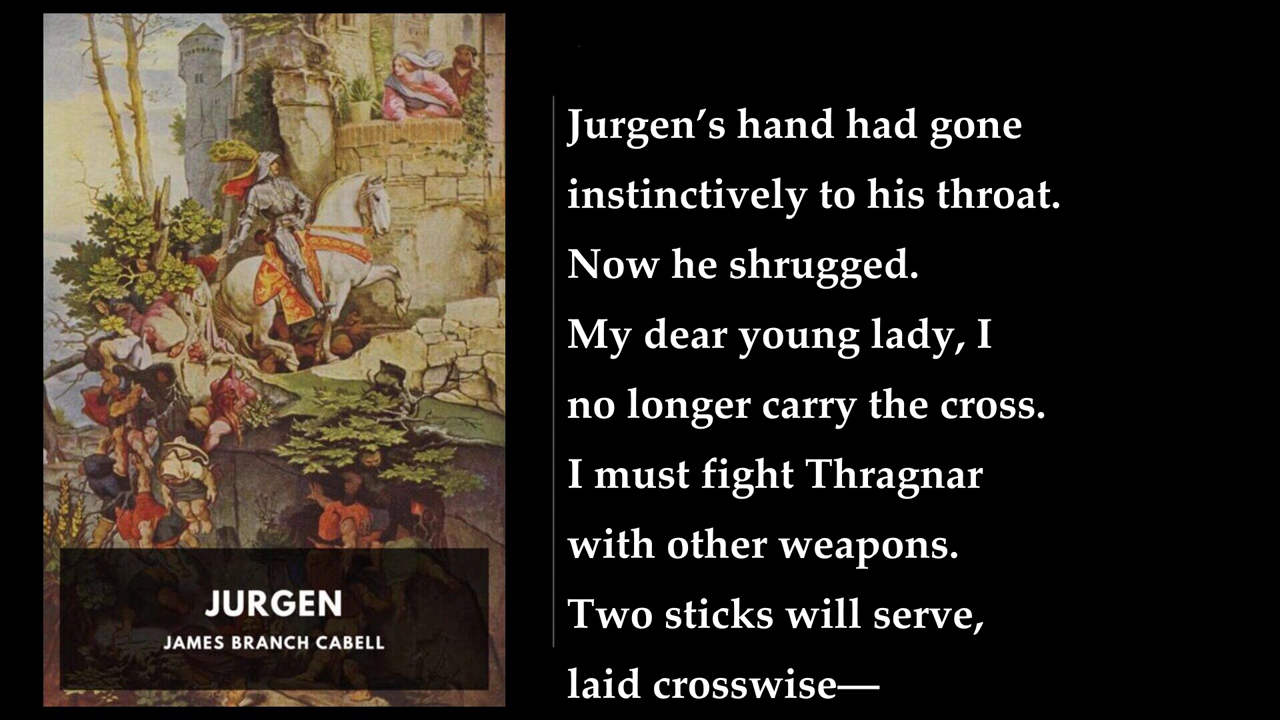 JURGEN
JAMES BRANCH CABELL
Jurgen’s hand had gone
instinctively to his throat.
Now he shrugged.
My dear young lady, I
no longer carry the cross.
I must fight Thragnar
with other weapons.
Two sticks will serve,
laid crosswise—